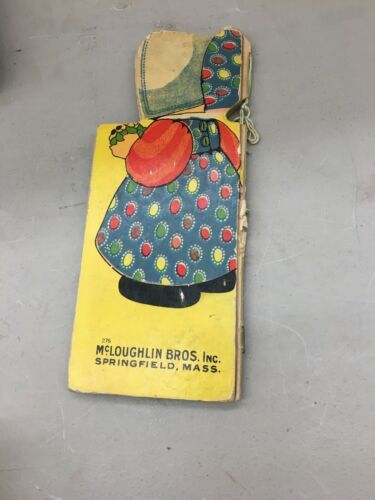 276
McLOUGHLIN BROS. INC.
SPRINGFIELD, MASS.